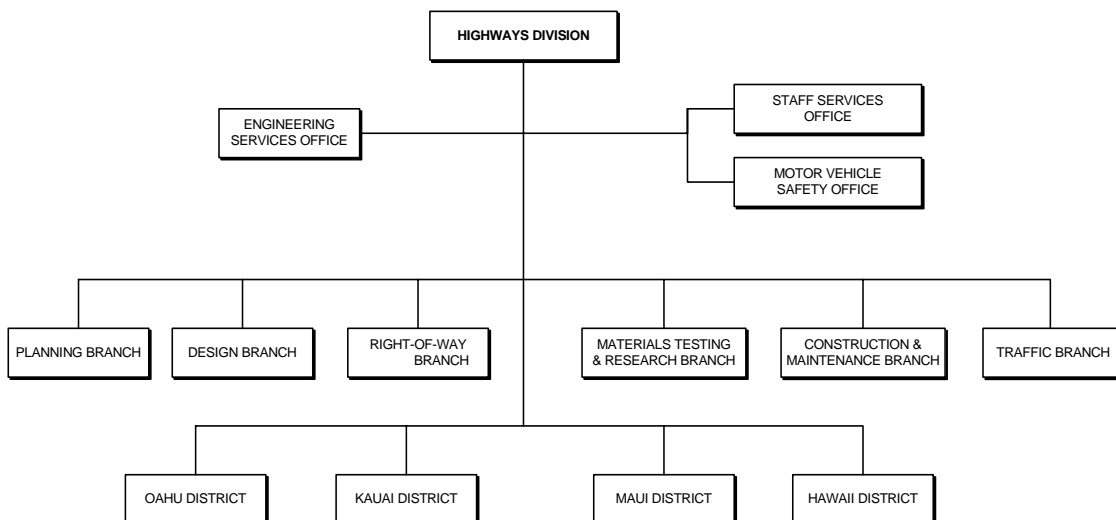 HIGHWAYS DIVISION
STAFF SERVICES
OFFICE
ENGINEERING
SERVICES OFFICE
MOTOR VEHICLE
SAFETY OFFICE
PLANNING BRANCH
DESIGN BRANCH
RIGHT-OF-WAY
BRANCH
MATERIALS TESTING
& RESEARCH BRANCH
CONSTRUCTION &
MAINTENANCE BRANCH
TRAFFIC BRANCH
OAHU DISTRICT
KAUAI DISTRICT
MAUI DISTRICT
HAWAII DISTRICT